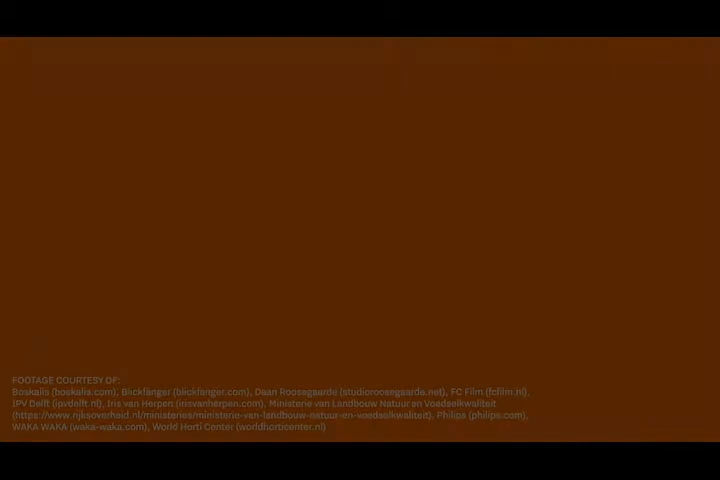 FOOTAGE COURTESY OF:
Boskalis (boskalis.com), Blickfänger (blickfanger.com), Daan Roosegaarde (studioroosegaarde.net), FC Film (fcfilm.nl),
IPV Delft (ipvdelft.nl), Iris van Herpen (irisvanherpen.com), Ministerie van Landbouw Natuur en Voedselkwaliteit
(https://www.rijksoverheid.nl/ministeries/ministerie-van-landbouw-natuur-en-voedselkwaliteit), Philips (philips.com),
WAKA WAKA (waka-waka.com), World Horti Center (worldhorticenter.nl)